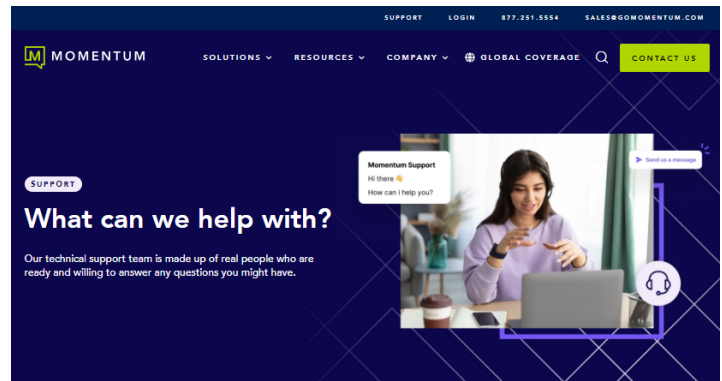 SUPPORT LOGIN 877.251.5554 SALES@GOMOMENTUM.COM
MOMENTUM SOLUTIONS RESOURCES COMPANY GLOBAL COVERAGE CONTACT US
Momentum Support
Hi there 👋
How can i help you?
Send us a message
SUPPORT
What can we help with?
Our technical support team is made up of real people who are
ready and willing to answer any questions you might have.